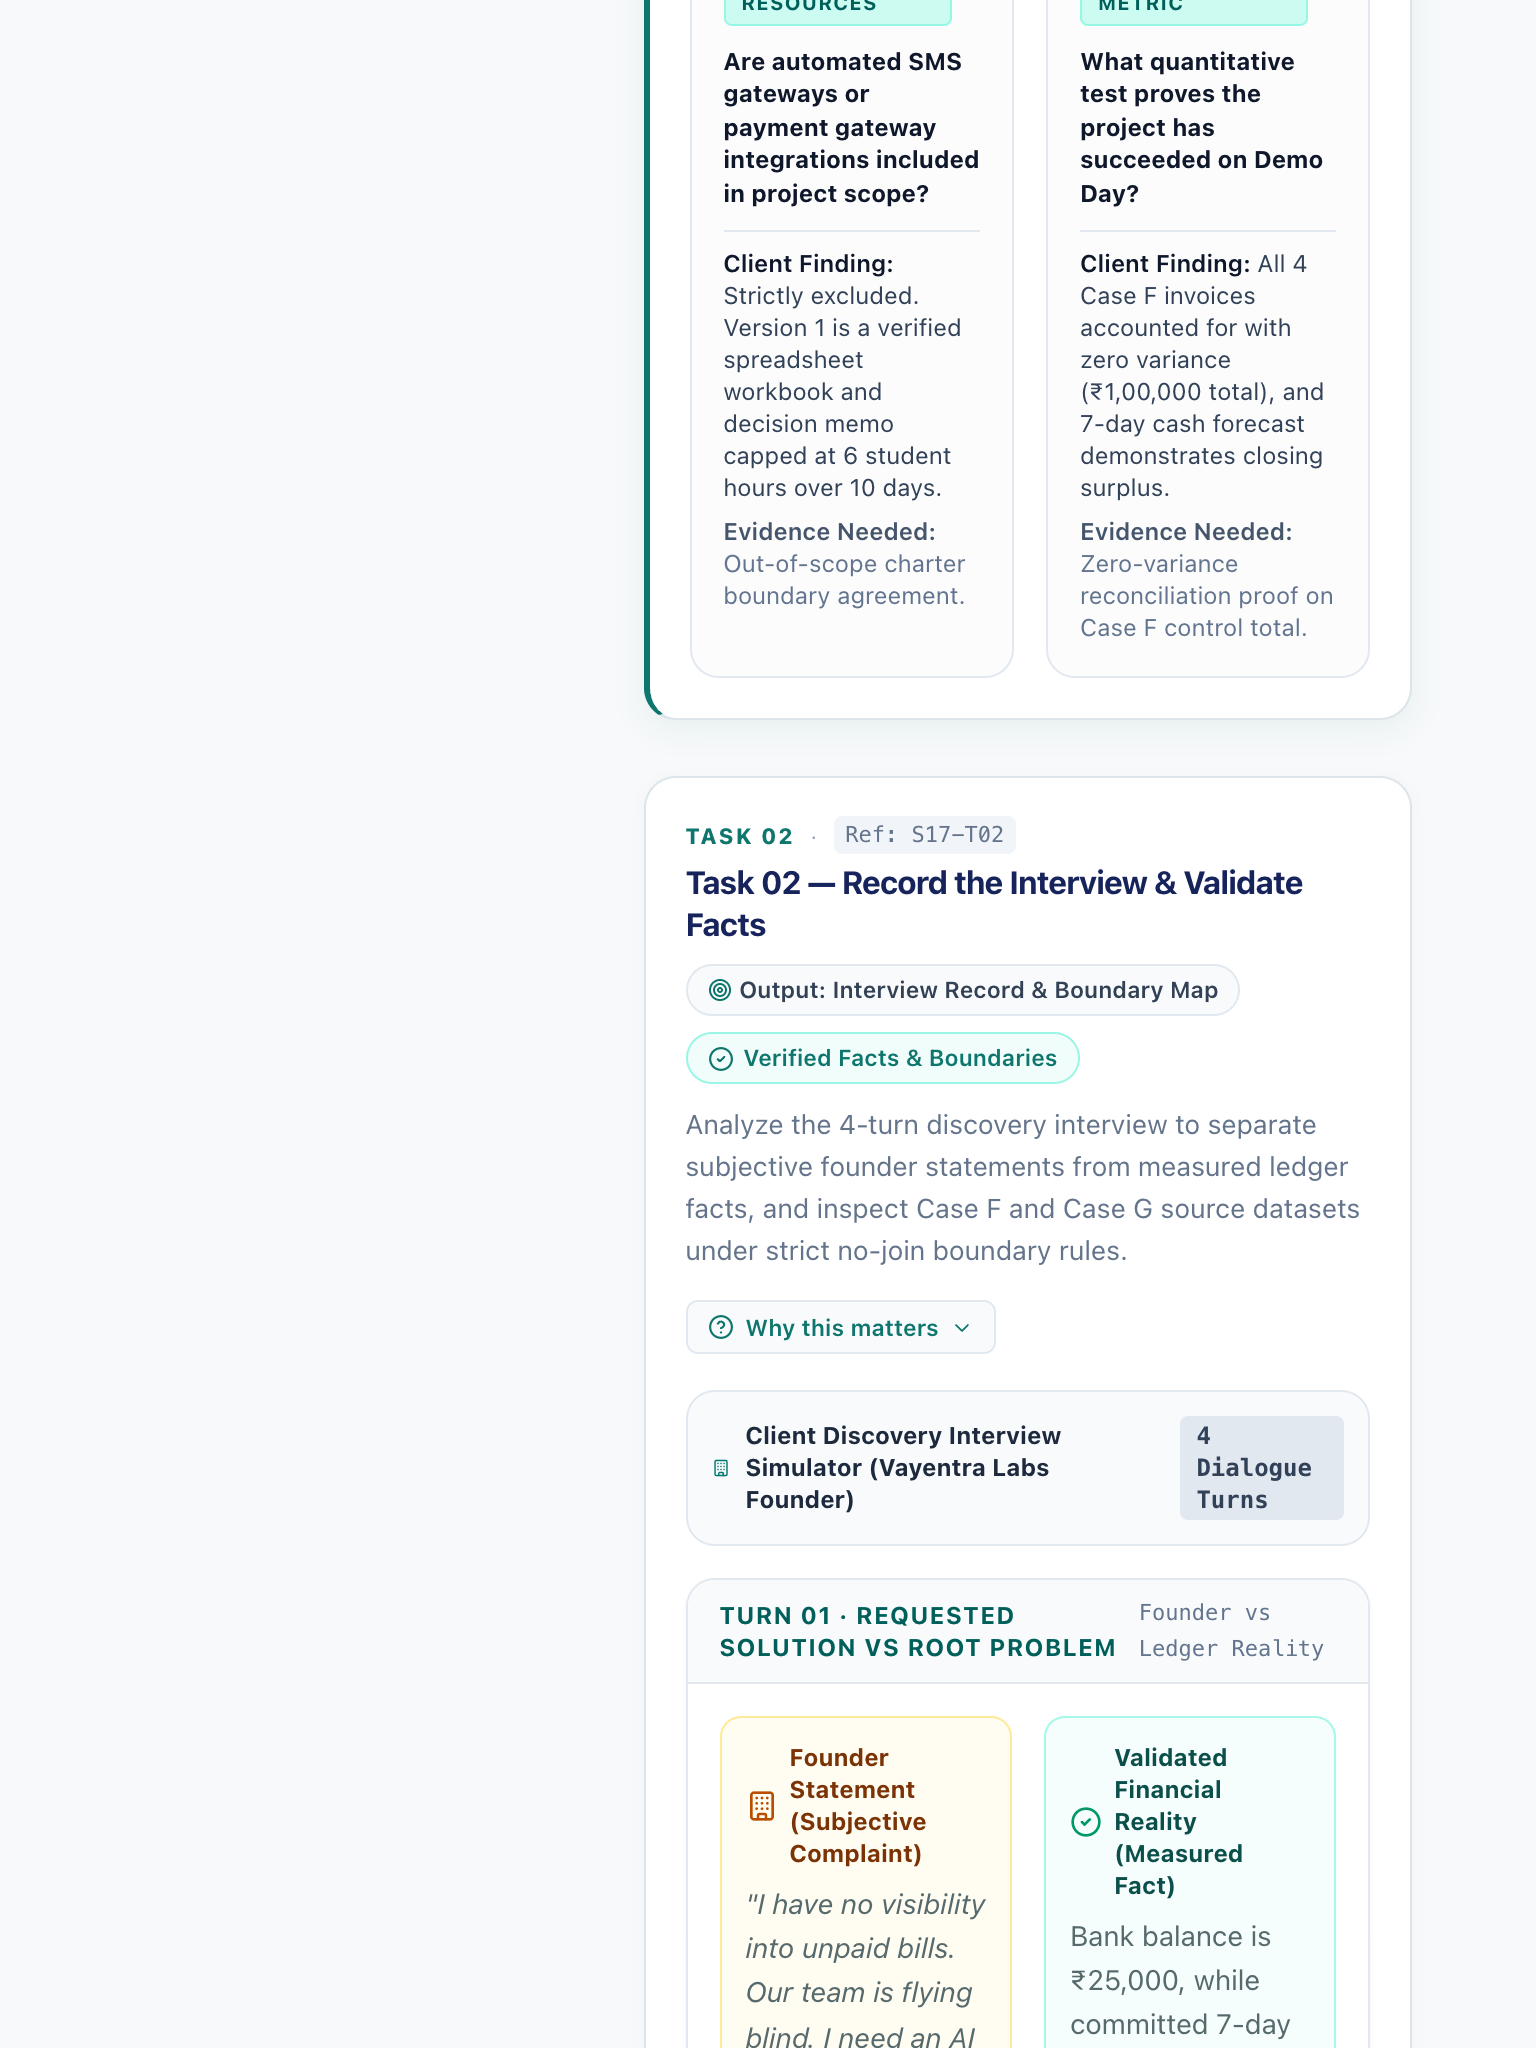 RESOURCES
Are automated SMS
gateways or
payment gateway
integrations included
in project scope?
Client Finding:
Strictly excluded.
Version 1 is a verified
spreadsheet
workbook and
decision memo
capped at 6 student
hours over 10 days.
Evidence Needed:
Out-of-scope charter
boundary agreement.
METRIC
What quantitative
test proves the
project has
succeeded on Demo
Day?
Client Finding: All 4
Case F invoices
accounted for with
zero variance
(₹1,00,000 total), and
7-day cash forecast
demonstrates closing
surplus.
Evidence Needed:
Zero-variance
reconciliation proof on
Case F control total.
TASK 02 · Ref: S17-T02
Task 02 — Record the Interview & Validate
Facts
Output: Interview Record & Boundary Map
Verified Facts & Boundaries
Analyze the 4-turn discovery interview to separate
subjective founder statements from measured ledger
facts, and inspect Case F and Case G source datasets
under strict no-join boundary rules.
Why this matters
Client Discovery Interview
Simulator (Vayentra Labs
Founder)
4
Dialogue
Turns
TURN 01 · REQUESTED
SOLUTION VS ROOT PROBLEM
Founder vs
Ledger Reality
Founder
Statement
(Subjective
Complaint)
"I have no visibility
into unpaid bills.
Our team is flying
blind. I need an AI
Validated
Financial
Reality
(Measured
Fact)
Bank balance is
₹25,000, while
committed 7-day